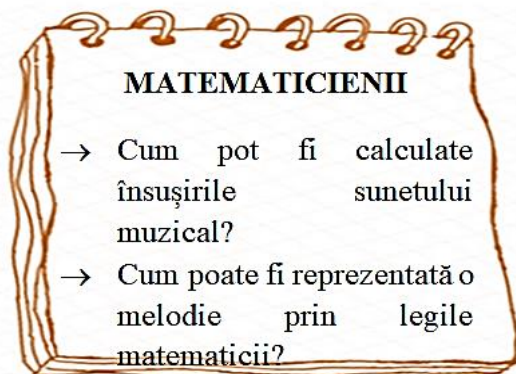 MATEMATICIENII
→ Cum pot fi calculate
însușirile sunetului
muzical?
→ Cum poate fi reprezentată o
melodie prin legile
matematicii?